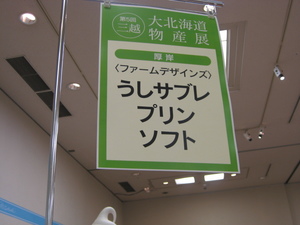 三越
大北海道
物産展
厚岸
〈ファームデザインズ〉
うしサブレ
プリン
ソフト